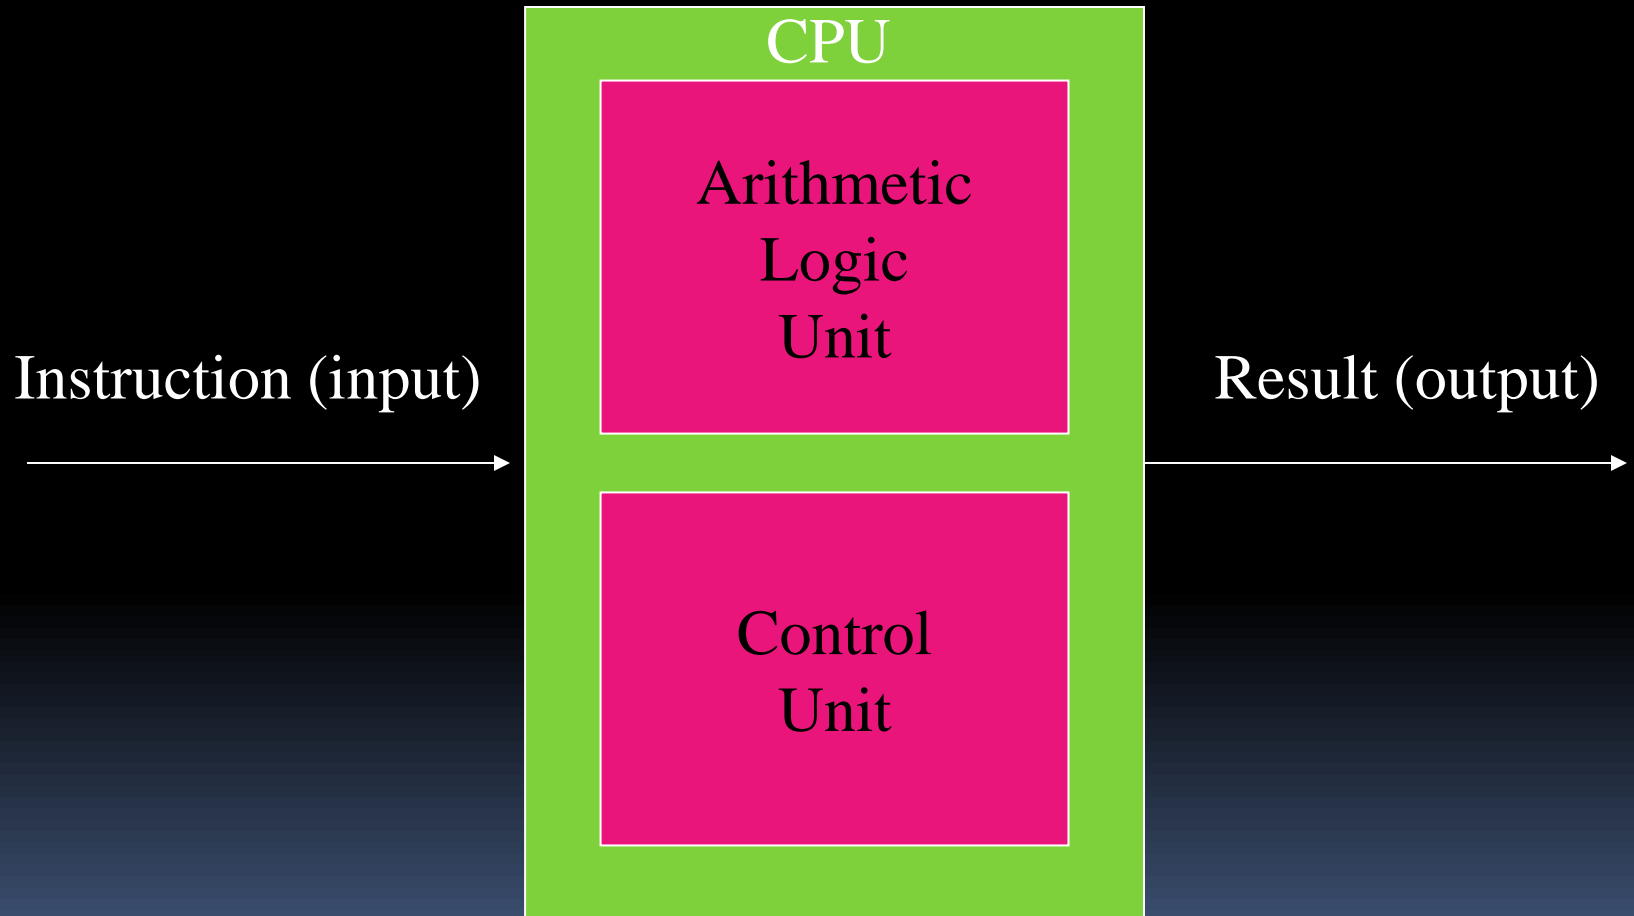 CPU
Arithmetic
Logic
Unit
Instruction (input)
Result (output)
Control
Unit